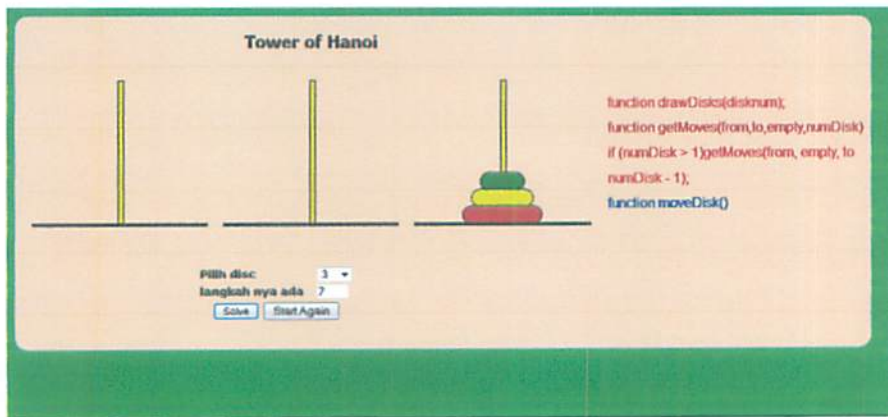 Tower of Hanoi
function drawDisks(disknum);
function getMoves(from,to,empty,numDisk)
if (numDisk > 1)getMoves(from, empty, to
numDisk - 1);
function moveDisk()
Pilih disc 3
langkah nya ada 7
Solve Start Again